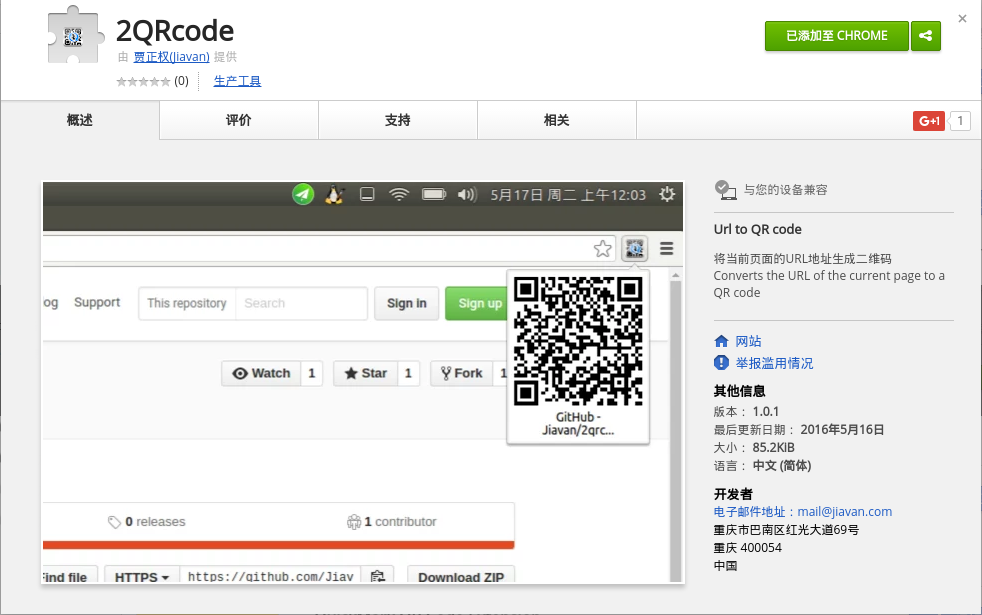 2QRcode
由 贾正权(Jiavan) 提供
(0) 生产工具
已添加至 CHROME
概述 评价 支持 相关
G+1 1
5月17日 周二 上午12:03
og Support This repository Search Sign in Sign up
Watch 1 Star 1 Fork 1
GitHub -
Jiavan/2qrc...
0 releases 1 contributor
Find file HTTPS https://github.com/Jiav Download ZIP
与您的设备兼容
Url to QR code
将当前页面的URL地址生成二维码
Converts the URL of the current page to a
QR code
网站
举报滥用情况
其他信息
版本： 1.0.1
最后更新日期： 2016年5月16日
大小： 85.2KIB
语言： 中文 (简体)
开发者
电子邮件地址：mail@jiavan.com
重庆市巴南区红光大道69号
重庆 400054
中国